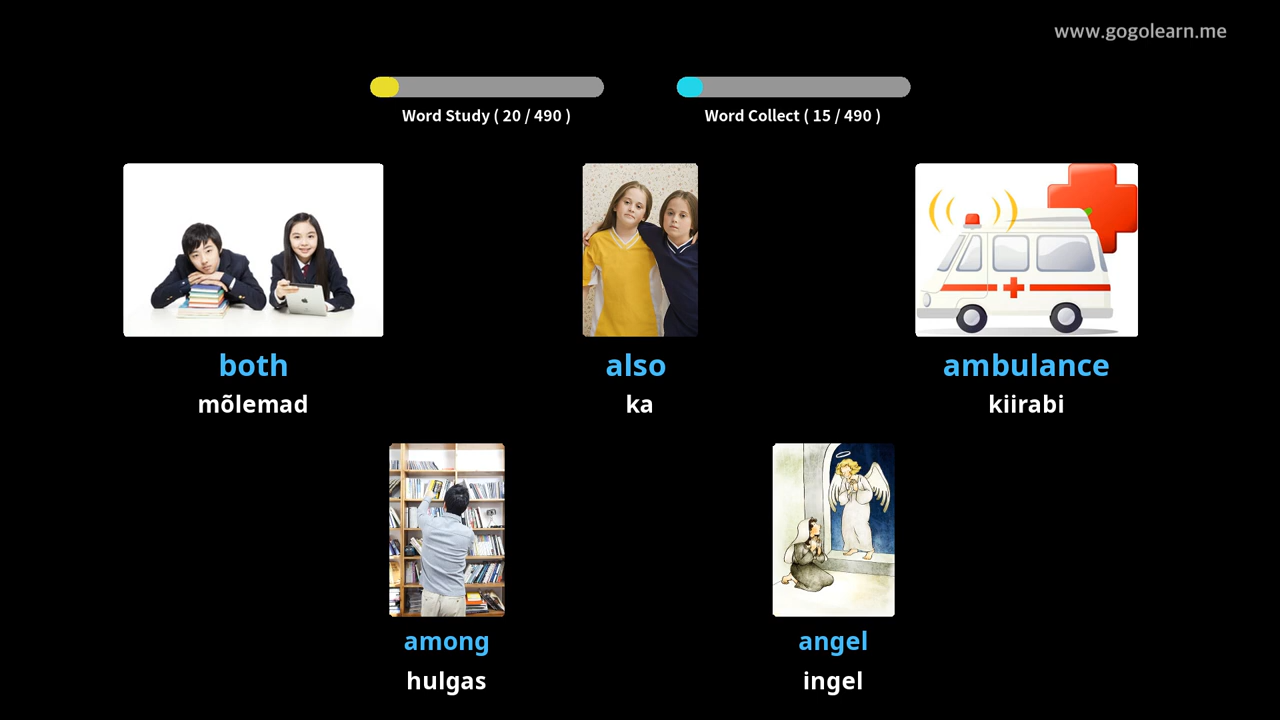 www.gogolearn.me
Word Study ( 20 / 490 )
Word Collect ( 15 / 490 )
both
mõlemad
also
ka
ambulance
kiirabi
among
hulgas
angel
ingel